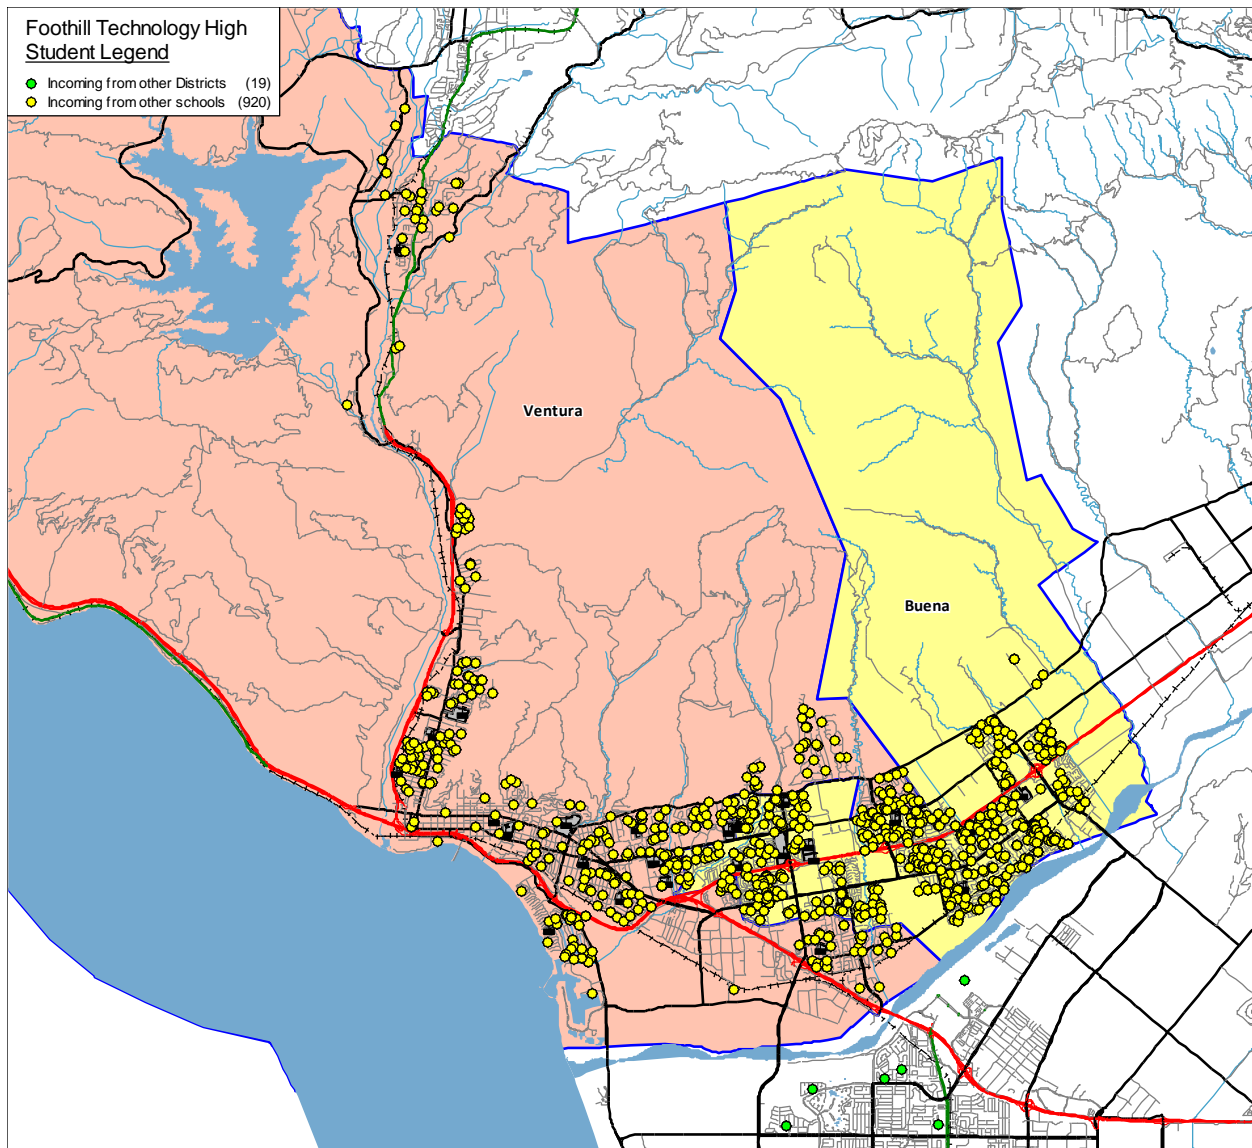 Foothill Technology High
Student Legend
Incoming from other Districts (19)
Incoming from other schools (920)
Ventura
Buena